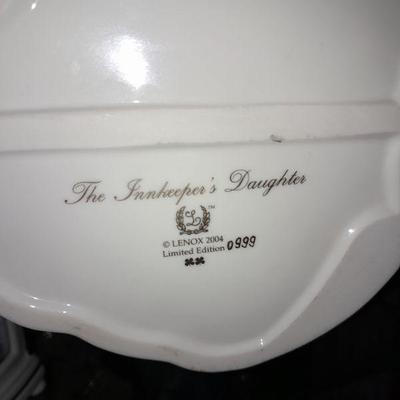 The Innkeeper's Daughter
L ™
© LENOX 2004
Limited Edition 0999